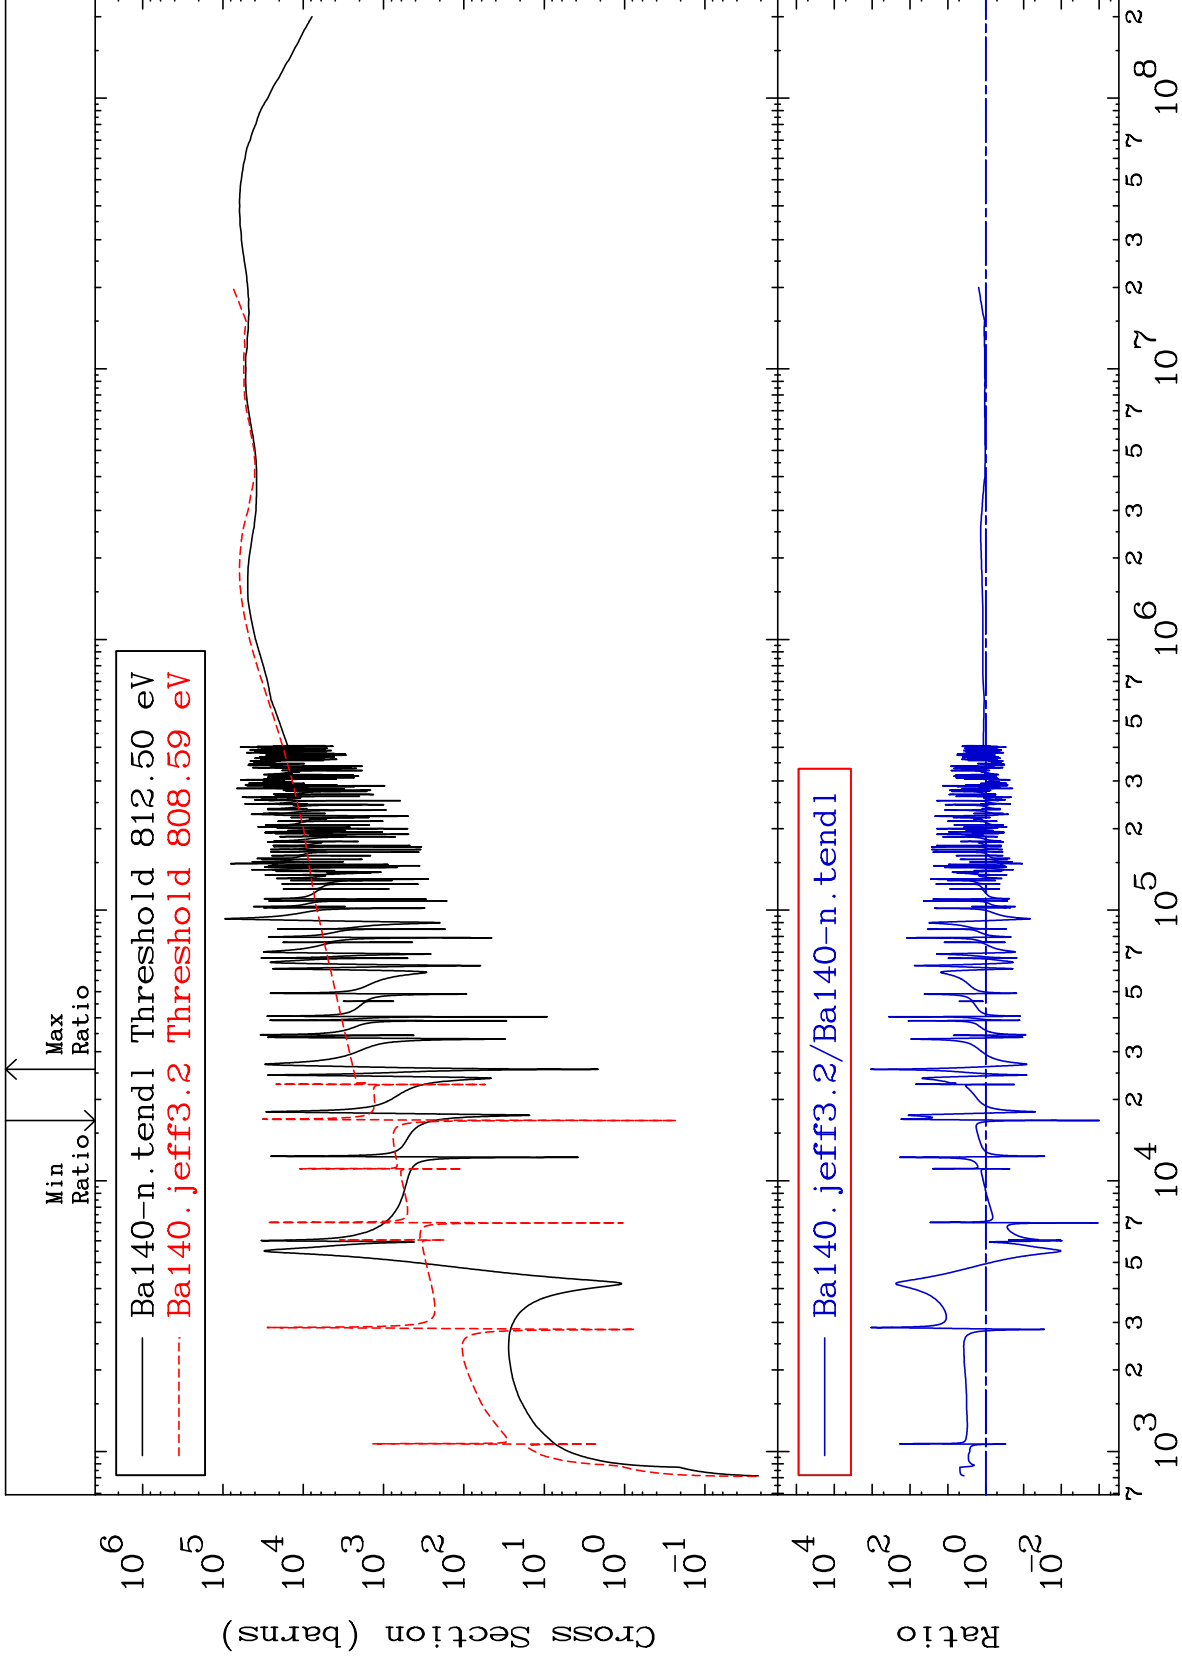 Min
Ratio
Max
Ratio
Ba140-n.tendl Threshold 812.50 eV
Ba140.jeff3.2 Threshold 808.59 eV
Cross Section (barns)
10^6
10^5
10^4
10^3
10^2
10^1
10^0
10^-1
Ba140.jeff3.2/Ba140-n.tendl
Ratio
10^4
10^2
10^0
10^-2
7 10^3 2 3 5 7 10^4 2 3 5 7 10^5 2 3 5 7 10^6 2 3 5 7 10^7 2 3 5 7 10^8 2